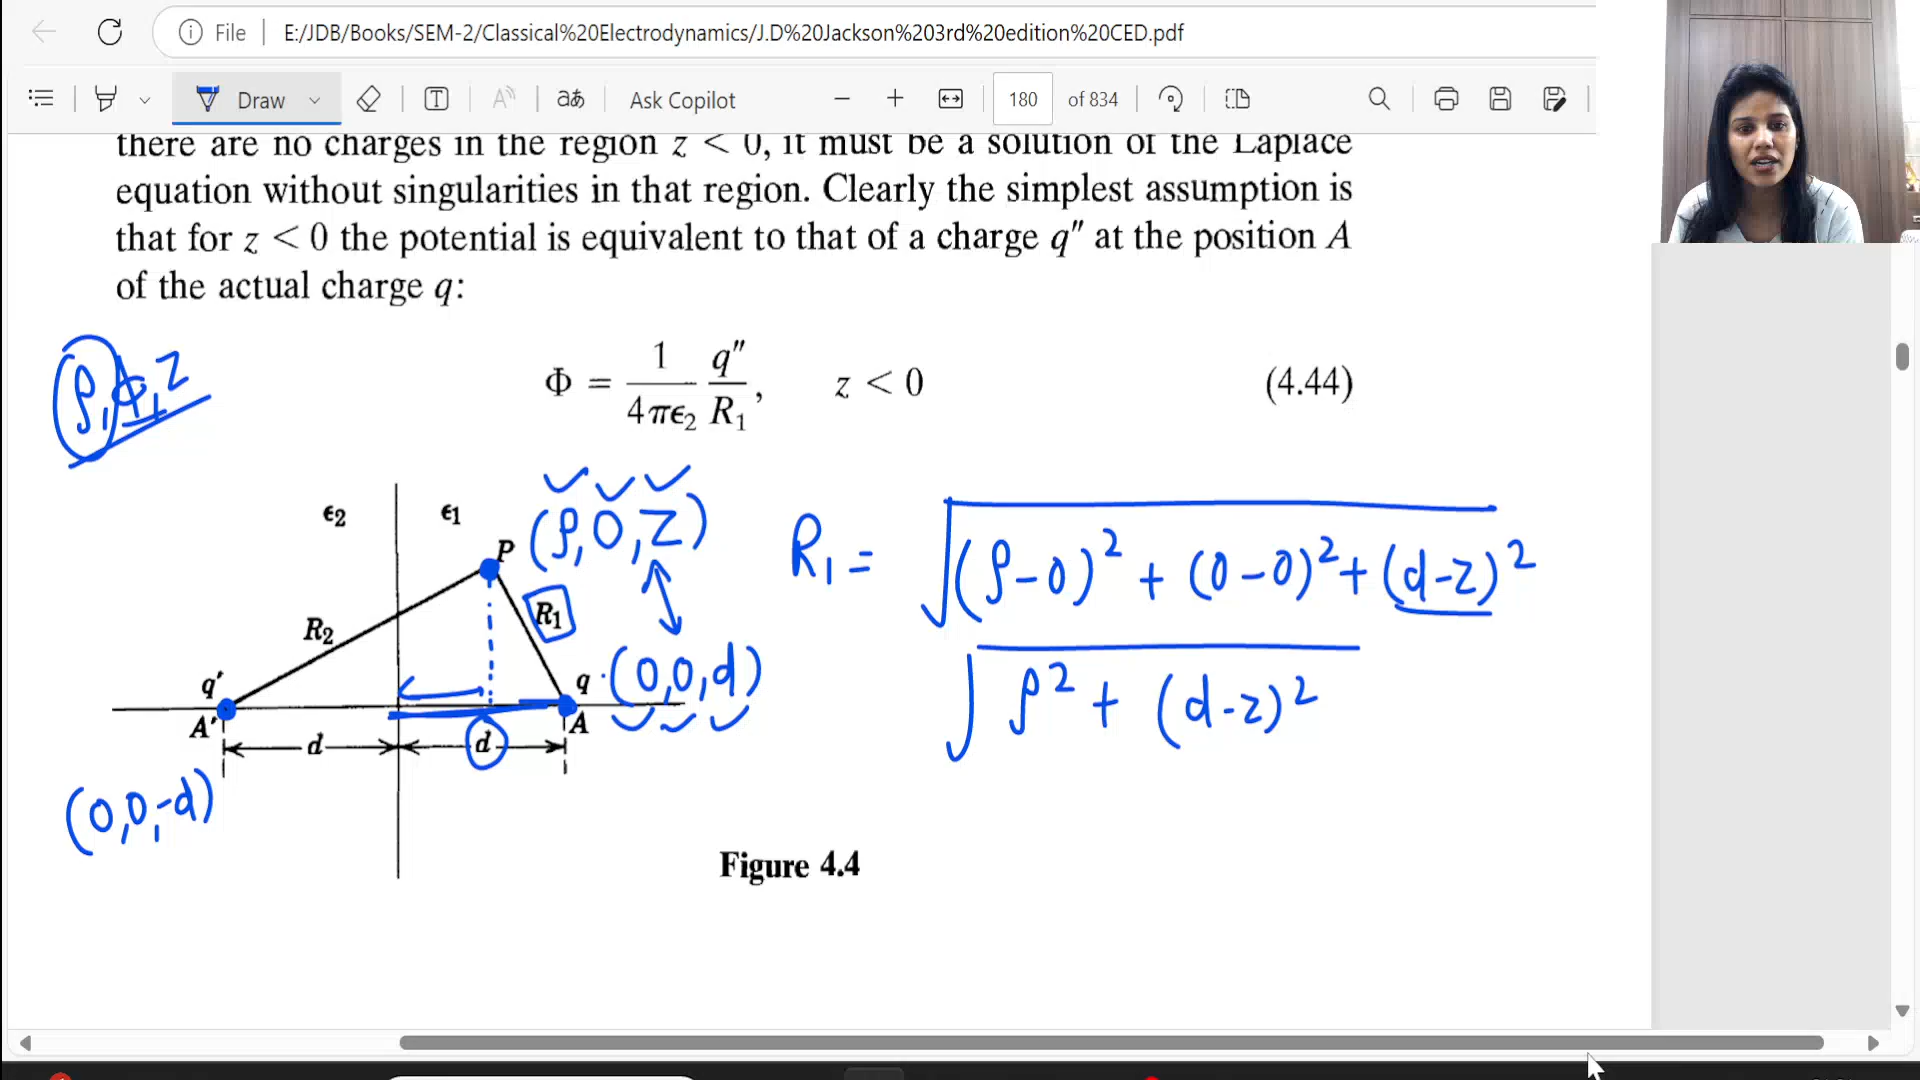 File | E:/JDB/Books/SEM-2/Classical%20Electrodynamics/J.D%20Jackson%203rd%20edition%20CED.pdf
Draw
Ask Copilot
180 of 834
there are no charges in the region z < 0, it must be a solution of the Laplace
equation without singularities in that region. Clearly the simplest assumption is
that for z < 0 the potential is equivalent to that of a charge q″ at the position A
of the actual charge q:
ρ, ϕ, z
Φ = 1/4πϵ₂ q″/R₁, z < 0 (4.44)
ϵ₂ ϵ₁
P (ρ, 0, z)
R₂
R₁
q′
A′
q (0,0,d)
A
d
d
(0,0,-d)
R₁ = √(ρ-0)² + (0-0)² + (d-z)²
√ρ² + (d-z)²
Figure 4.4